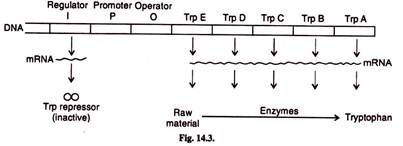 Regulator Promoter Operator
I P O Trp E Trp D Trp C Trp B Trp A
DNA
mRNA mRNA
Trp repressor
(inactive)
Raw
material
Enzymes
Tryptophan
Fig. 14.3.